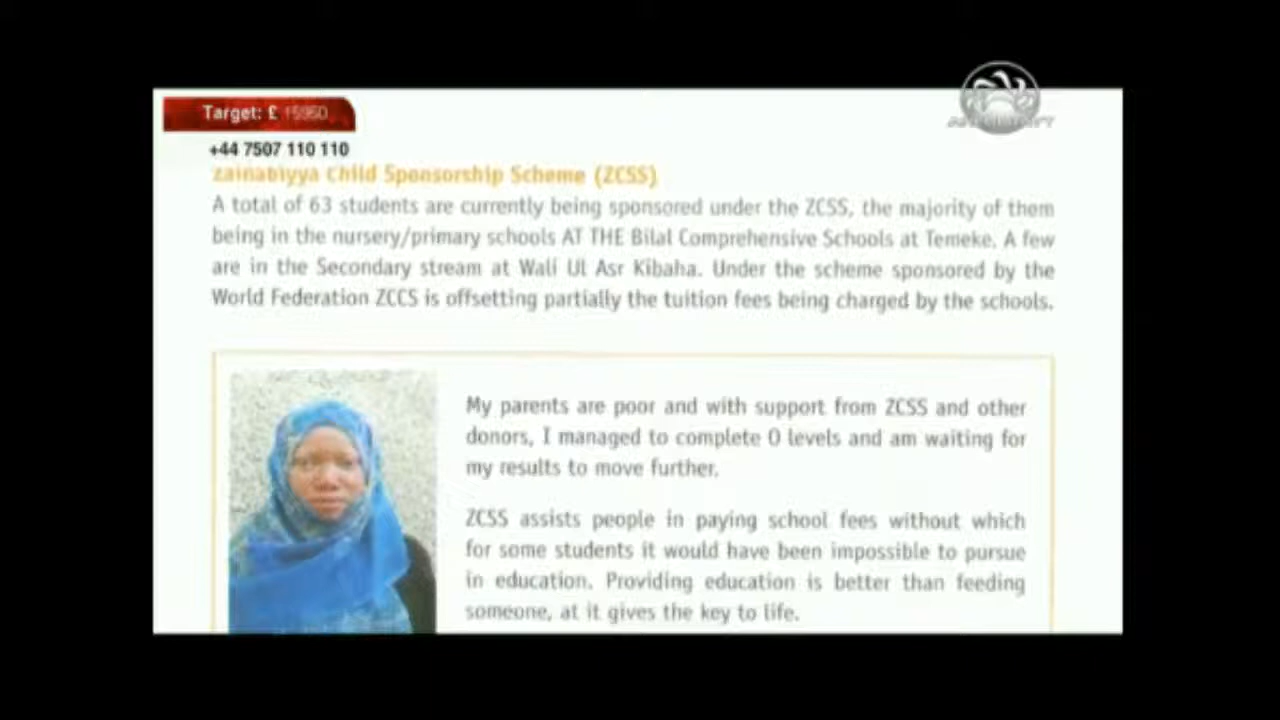 Target: £ 15960
+44 7507 110 110
Zainabiyya Child Sponsorship Scheme (ZCSS)
A total of 63 students are currently being sponsored under the ZCSS, the majority of them
being in the nursery/primary schools AT THE Bilal Comprehensive Schools at Temeke. A few
are in the Secondary stream at Wali Ul Asr Kibaha. Under the scheme sponsored by the
World Federation ZCCS is offsetting partially the tuition fees being charged by the schools.
My parents are poor and with support from ZCSS and other
donors, I managed to complete O levels and am waiting for
my results to move further.
ZCSS assists people in paying school fees without which
for some students it would have been impossible to pursue
in education. Providing education is better than feeding
someone, at it gives the key to life.